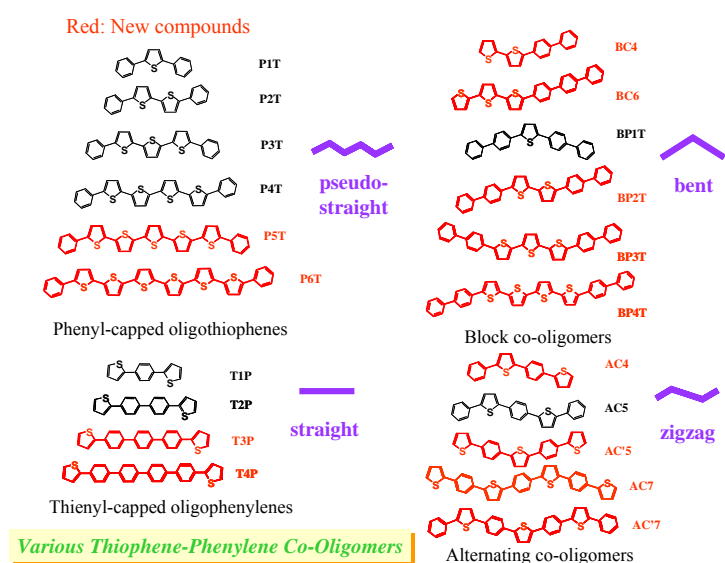 Red: New compounds
P1T
P2T
P3T
P4T
P5T
P6T
pseudo-
straight
Phenyl-capped oligothiophenes
BC4
BC6
BP1T
BP2T
BP3T
BP4T
bent
Block co-oligomers
T1P
T2P
T3P
T4P
straight
Thienyl-capped oligophenylenes
AC4
AC5
AC'5
AC7
AC'7
zigzag
Alternating co-oligomers
Various Thiophene-Phenylene Co-Oligomers